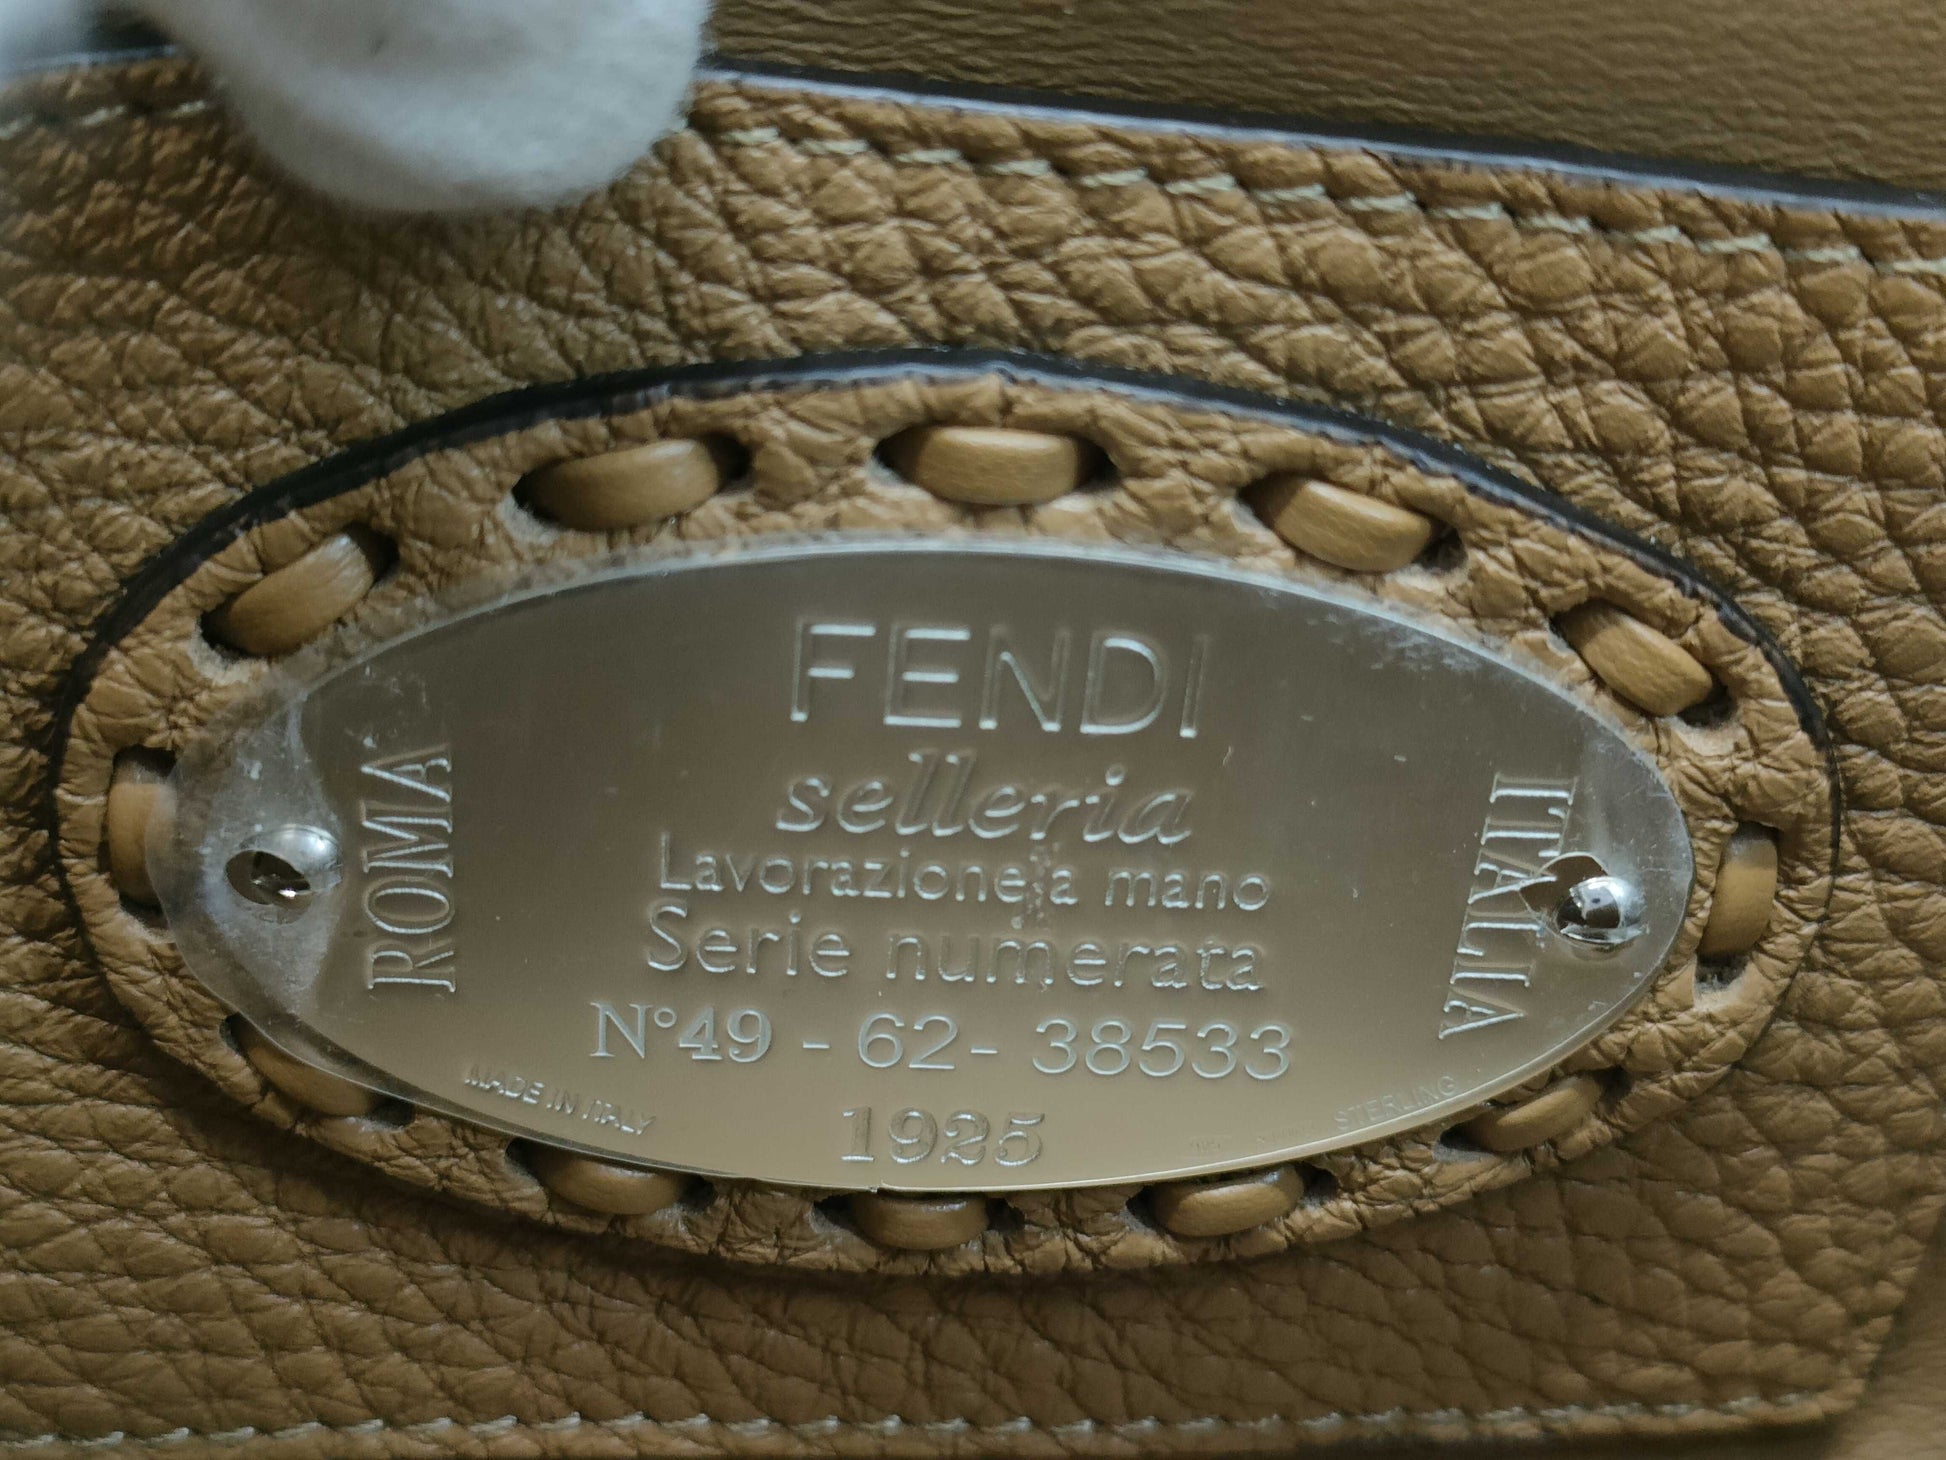 FENDI
selleria
Lavorazione a mano
Serie numerata
N°49 - 62 - 38533
1925
ROMA
ITALIA
MADE IN ITALY
STERLING